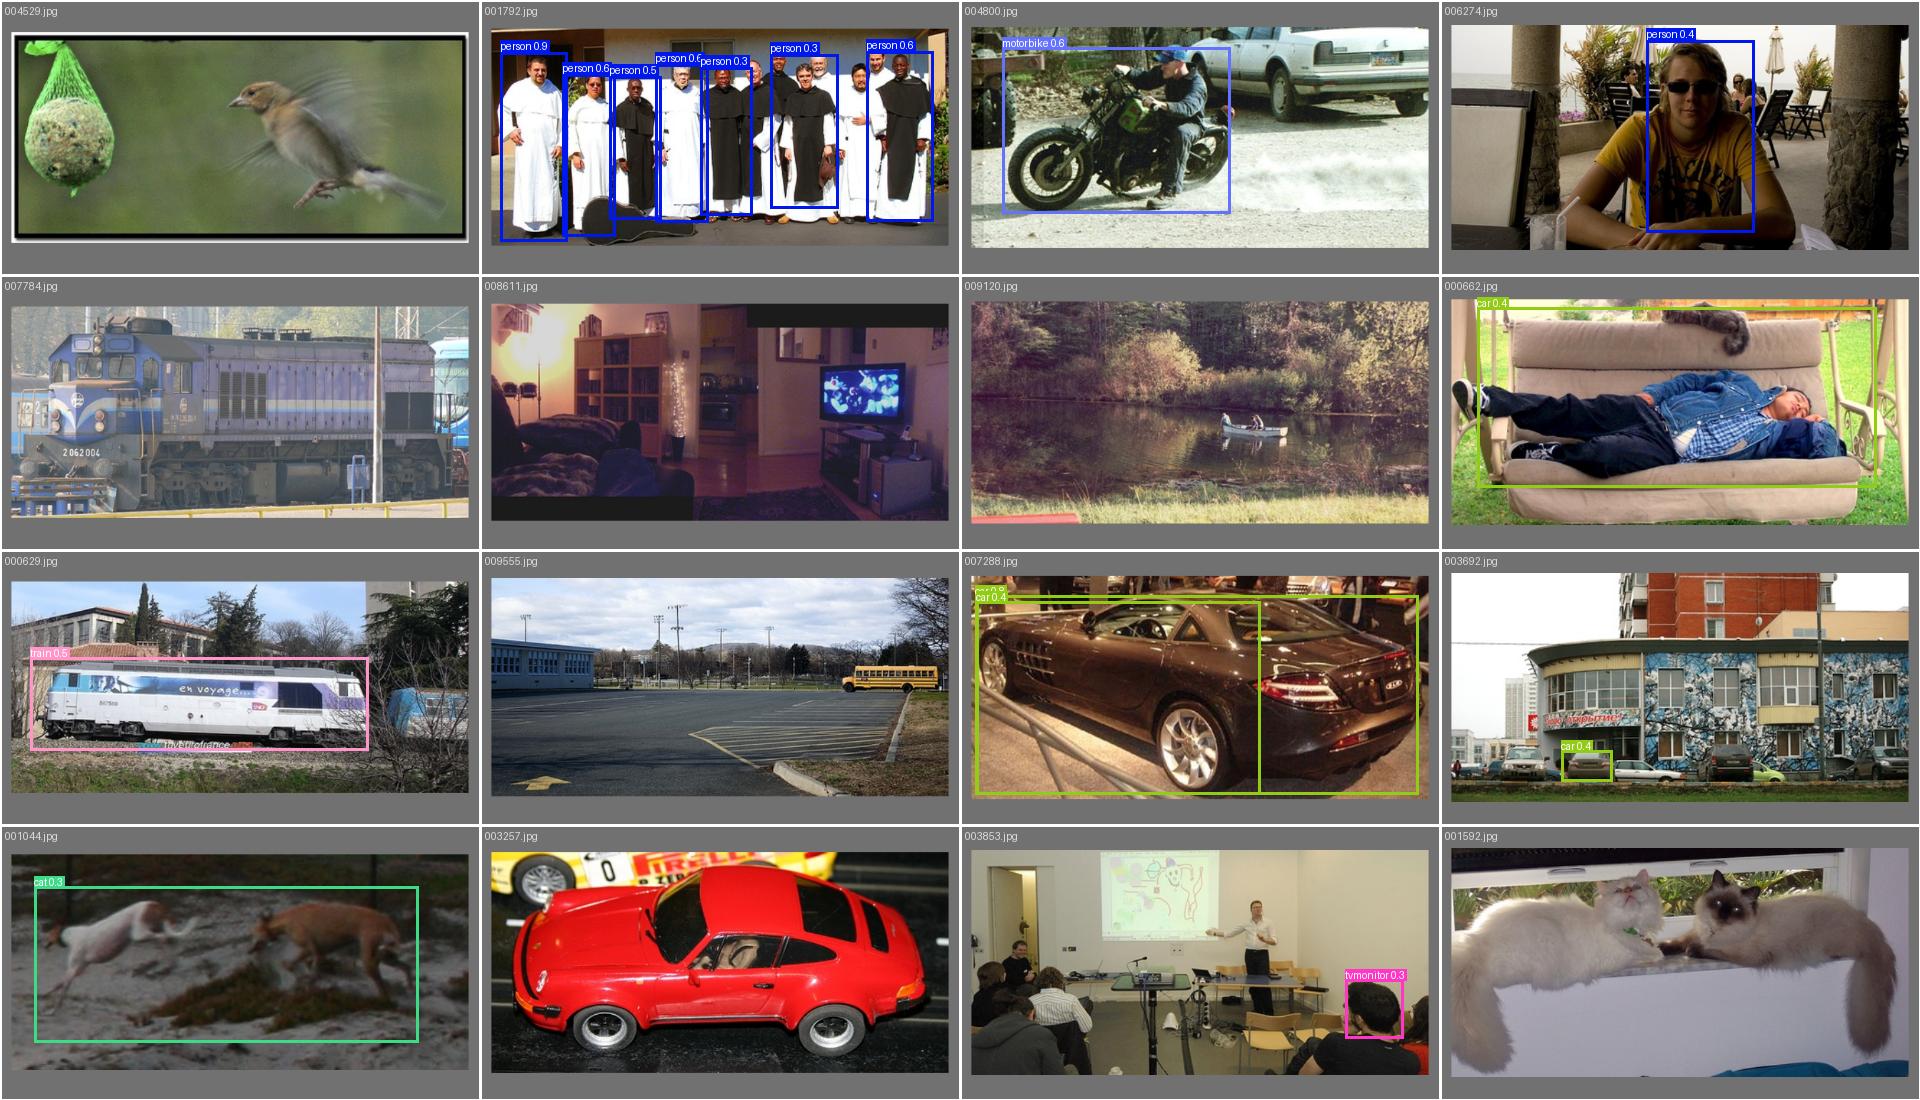 004529.jpg
001792.jpg
person 0.9
person 0.6
person 0.5
person 0.6
person 0.3
person 0.3
person 0.6
004800.jpg
motorbike 0.6
006274.jpg
person 0.4
007784.jpg
2 062 004
008611.jpg
009120.jpg
000662.jpg
car 0.4
000629.jpg
train 0.5
en voyage...
009555.jpg
007288.jpg
car 0.4
003692.jpg
car 0.4
001044.jpg
cat 0.3
003257.jpg
0
PIRELLI
003853.jpg
tvmonitor 0.3
001592.jpg